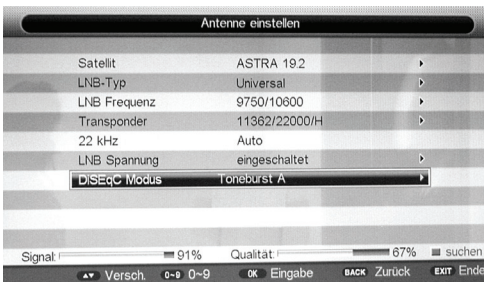 Antenne einstellen
Satellit ASTRA 19.2
LNB-Typ Universal
LNB Frequenz 9750/10600
Transponder 11362/22000/H
22 kHz Auto
LNB Spannung eingeschaltet
DiSEqC Modus Toneburst A
Signal: 91% Qualität: 67% suchen
Versch. 0~9 0~9 OK Eingabe BACK Zurück EXIT Ende